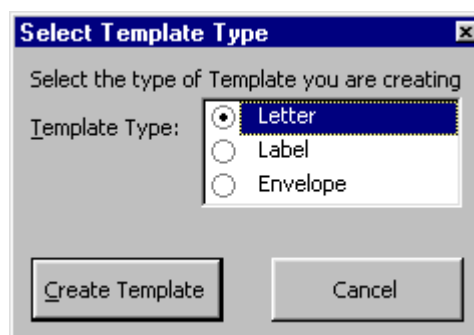 Select Template Type
Select the type of Template you are creating
Template Type:
Letter
Label
Envelope
Create Template
Cancel